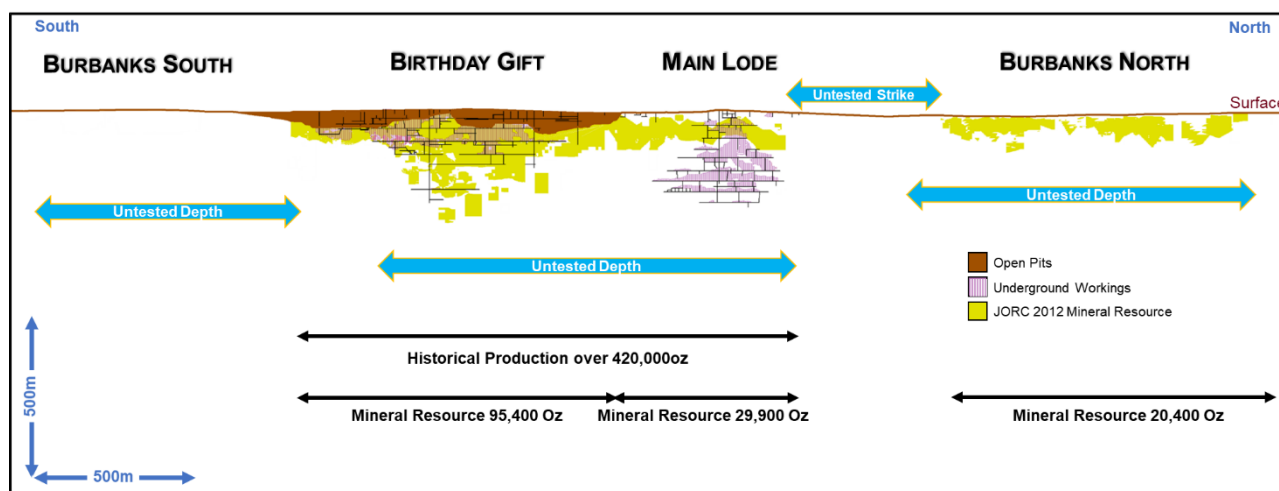 South
North
BURBANKS SOUTH
BIRTHDAY GIFT
MAIN LODE
BURBANKS NORTH
Untested Strike
Surface
Untested Depth
Untested Depth
Untested Depth
Open Pits
Underground Workings
JORC 2012 Mineral Resource
Historical Production over 420,000oz
Mineral Resource 95,400 Oz
Mineral Resource 29,900 Oz
Mineral Resource 20,400 Oz
500m
500m